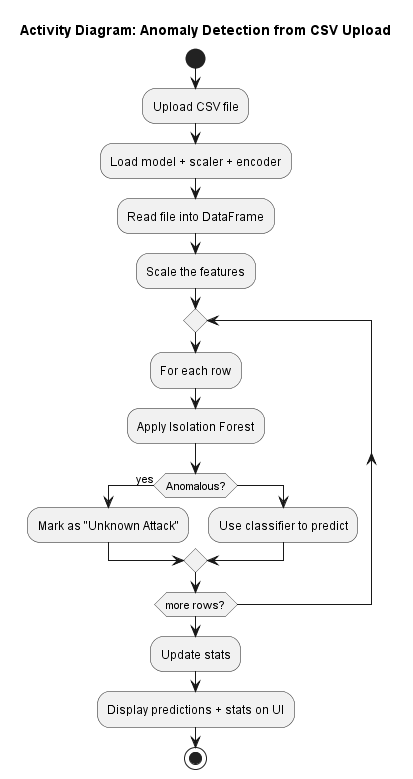 Activity Diagram: Anomaly Detection from CSV Upload
Upload CSV file
Load model + scaler + encoder
Read file into DataFrame
Scale the features
For each row
Apply Isolation Forest
yes
Anomalous?
Mark as "Unknown Attack"
Use classifier to predict
more rows?
Update stats
Display predictions + stats on UI